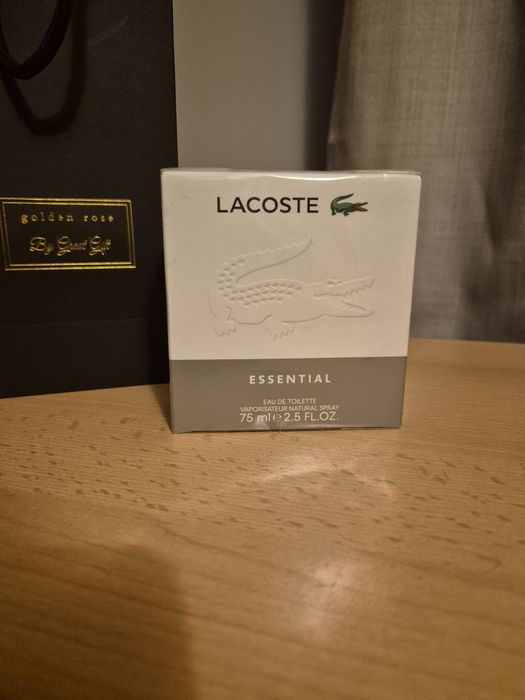 golden rose
By Great Gift
LACOSTE
ESSENTIAL
EAU DE TOILETTE
VAPORISATEUR NATURAL SPRAY
75 ml e 2.5 FL.OZ.